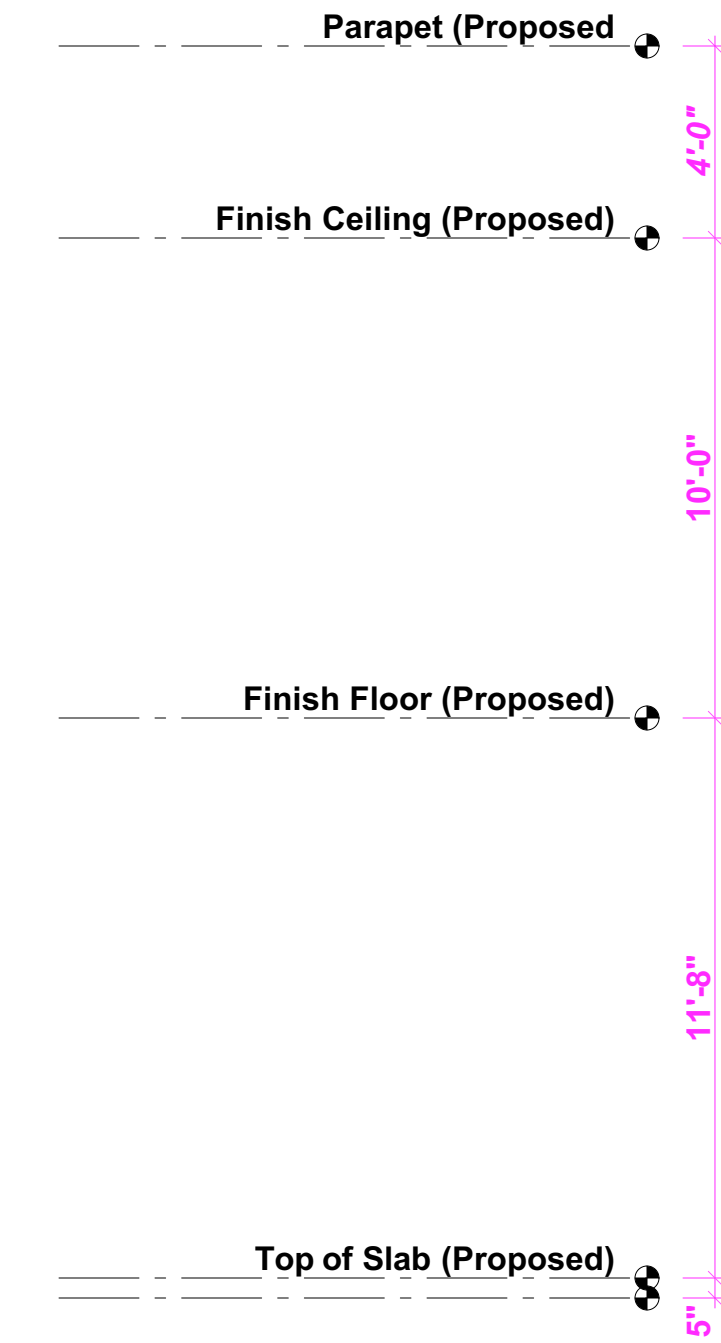 Parapet (Proposed
4'-0"
Finish Ceiling (Proposed)
10'-0"
Finish Floor (Proposed)
11'-8"
Top of Slab (Proposed)
5"